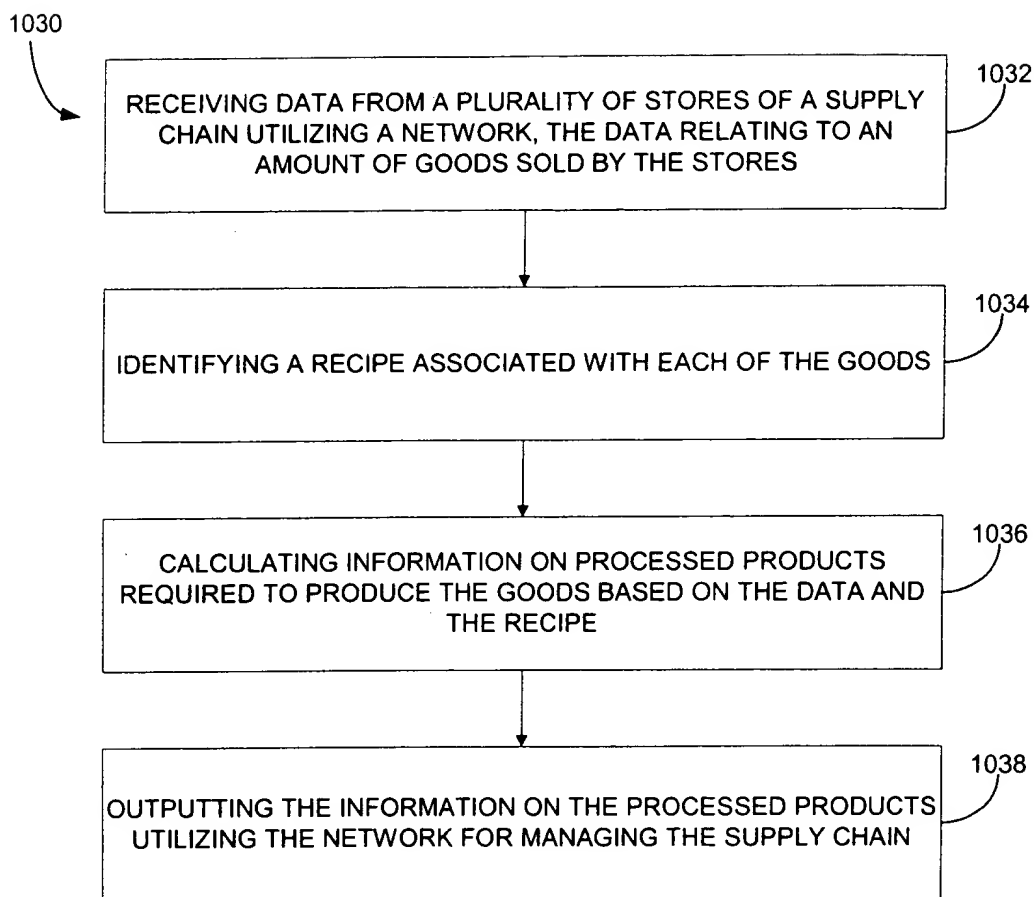 1030
1032
RECEIVING DATA FROM A PLURALITY OF STORES OF A SUPPLY
CHAIN UTILIZING A NETWORK, THE DATA RELATING TO AN
AMOUNT OF GOODS SOLD BY THE STORES
1034
IDENTIFYING A RECIPE ASSOCIATED WITH EACH OF THE GOODS
1036
CALCULATING INFORMATION ON PROCESSED PRODUCTS
REQUIRED TO PRODUCE THE GOODS BASED ON THE DATA AND
THE RECIPE
1038
OUTPUTTING THE INFORMATION ON THE PROCESSED PRODUCTS
UTILIZING THE NETWORK FOR MANAGING THE SUPPLY CHAIN